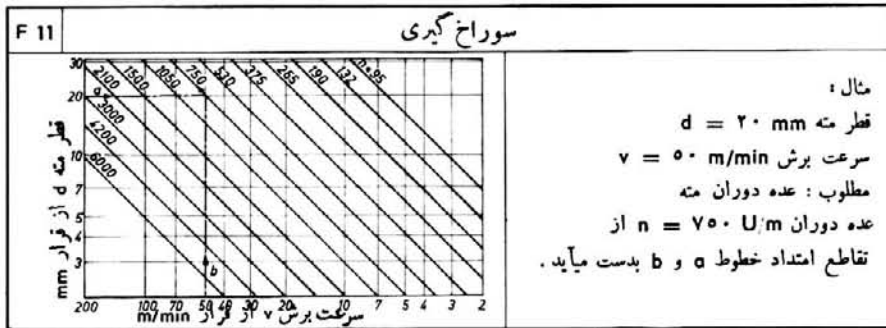 F 11
سوراخ گیری
مثال :
قطر مته d = ۲۰ mm
سرعت برش v = ۵۰ m/min
مطلوب : عده دوران مته
عده دوران n = ۷۵۰ U/m از
تقاطع امتداد خطوط a و b بدست میآید .
قطر مته d از قرار mm
30
20
10
7
5
4
3
2100 1500 1050 750 530 375 265 190 132 n=95
a 3000
4200
6000
b
200 100 70 50 40 30 20 10 7 5 4 3 2
سرعت برش v از قرار m/min